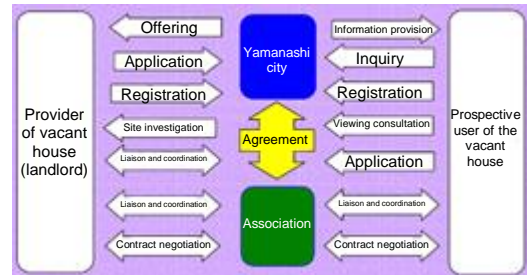 Offering
Application
Registration
Site investigation
Liaison and coordination
Liaison and coordination
Contract negotiation
Provider
of vacant
house
(landlord)
Yamanashi
city
Agreement
Association
Information provision
Inquiry
Registration
Viewing consultation
Application
Liaison and coordination
Contract negotiation
Prospective
user of the
vacant
house